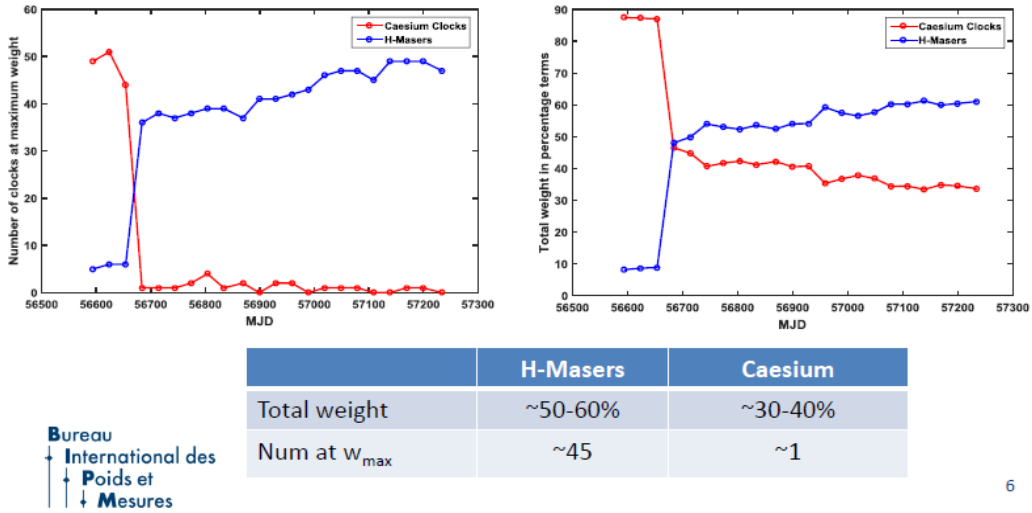 60
50
40
30
20
10
0
56500 56600 56700 56800 56900 57000 57100 57200 57300
Number of clocks at maximum weight
MJD
Caesium Clocks
H-Masers
90
80
70
60
50
40
30
20
10
0
56500 56600 56700 56800 56900 57000 57100 57200 57300
Total weight in percentage terms
MJD
Caesium Clocks
H-Masers
H-Masers Caesium
Total weight ~50-60% ~30-40%
Num at wmax ~45 ~1
Bureau
International des
Poids et
Mesures
6